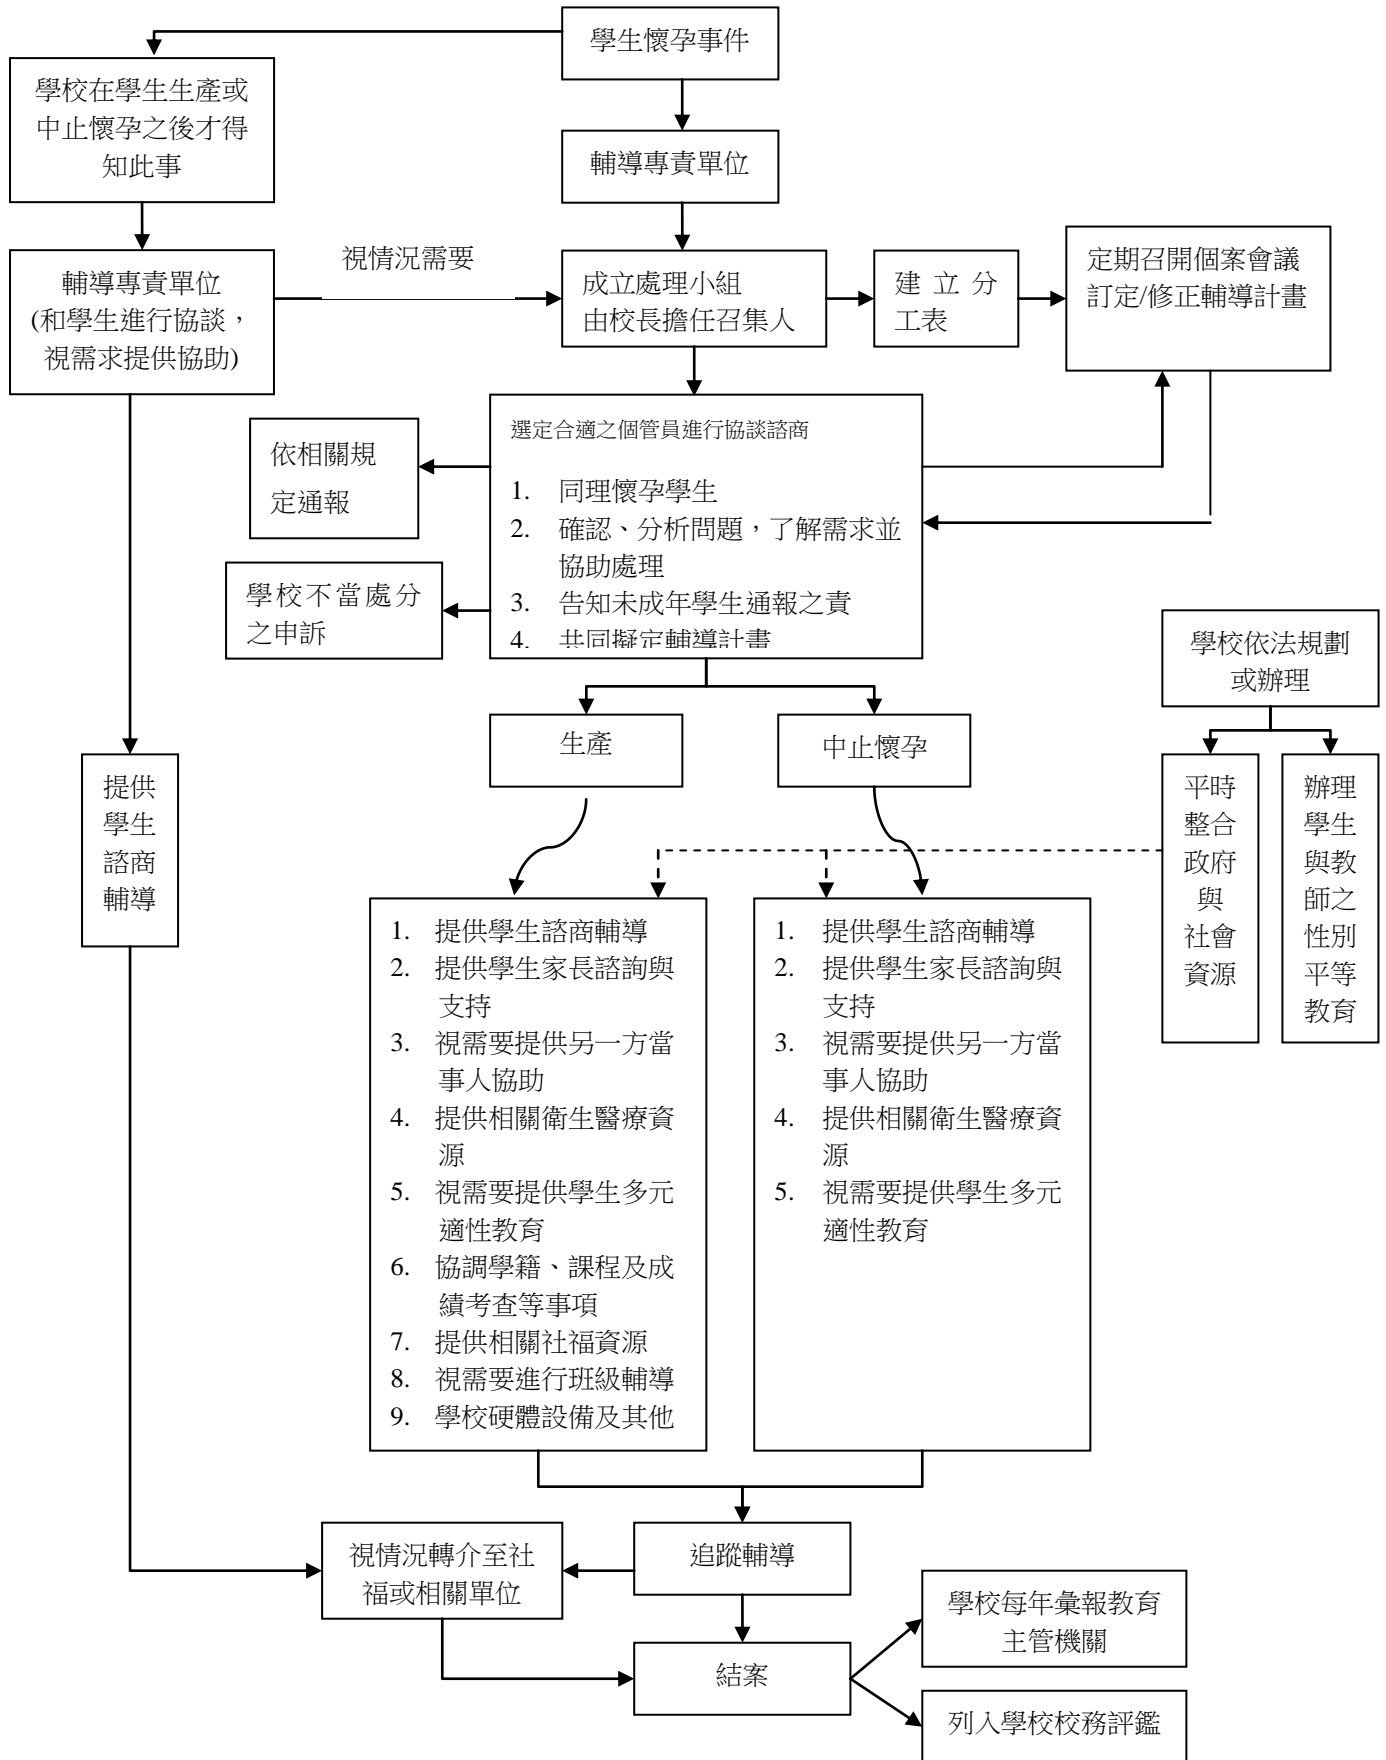 學生懷孕事件
學校在學生生產或
中止懷孕之後才得
知此事
輔導專責單位
輔導專責單位
(和學生進行協談，
視需求提供協助)
視情況需要
成立處理小組
由校長擔任召集人
建 立 分
工表
定期召開個案會議
訂定/修正輔導計畫
依相關規
定通報
選定合適之個管員進行協談諮商
1. 同理懷孕學生
2. 確認、分析問題，了解需求並
協助處理
3. 告知未成年學生通報之責
4. 共同擬定輔導計畫
學校不當處分
之申訴
學校依法規劃
或辦理
生產
中止懷孕
提供
學生
諮商
輔導
平時
整合
政府
與
社會
資源
辦理
學生
與教
師之
性別
平等
教育
1. 提供學生諮商輔導
2. 提供學生家長諮詢與
支持
3. 視需要提供另一方當
事人協助
4. 提供相關衛生醫療資
源
5. 視需要提供學生多元
適性教育
6. 協調學籍、課程及成
績考查等事項
7. 提供相關社福資源
8. 視需要進行班級輔導
9. 學校硬體設備及其他
1. 提供學生諮商輔導
2. 提供學生家長諮詢與
支持
3. 視需要提供另一方當
事人協助
4. 提供相關衛生醫療資
源
5. 視需要提供學生多元
適性教育
視情況轉介至社
福或相關單位
追蹤輔導
結案
學校每年彙報教育
主管機關
列入學校校務評鑑